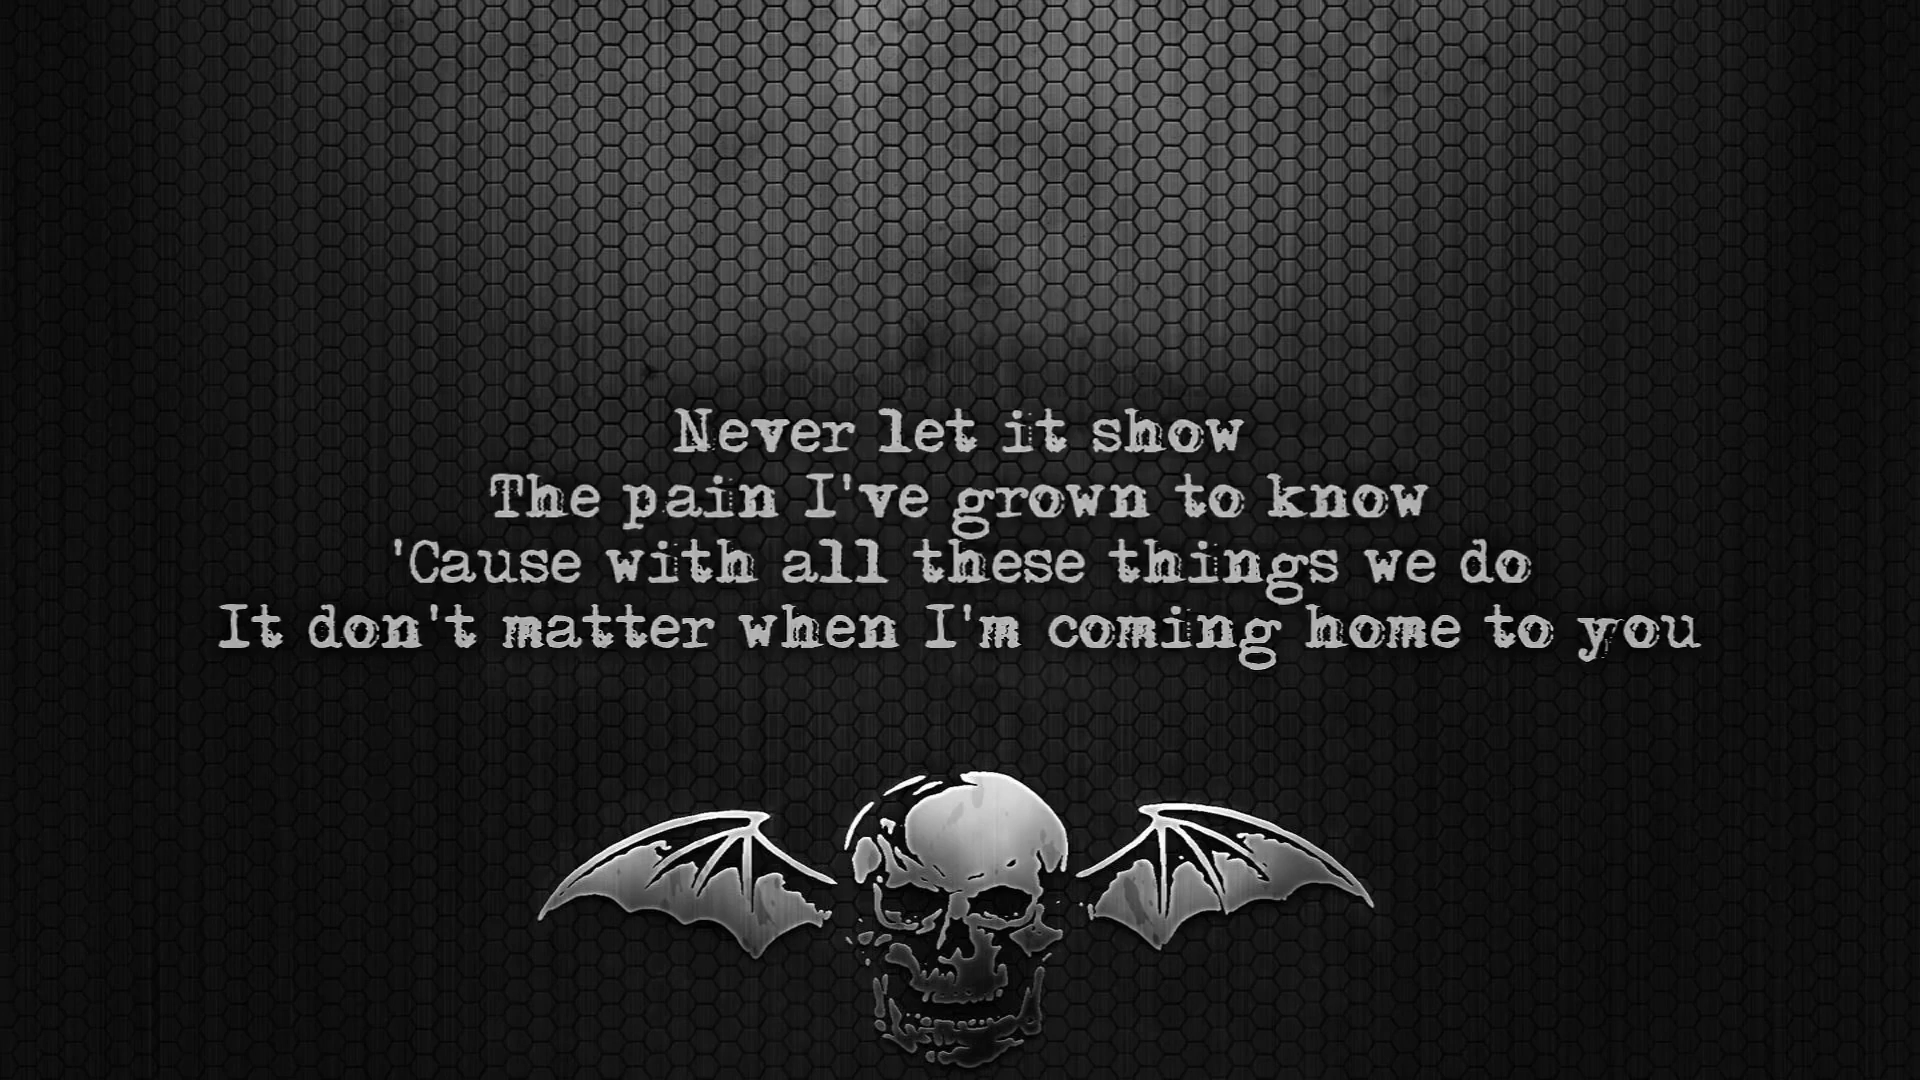 Never let it show
The pain I've grown to know
'Cause with all these things we do
It don't matter when I'm coming home to you